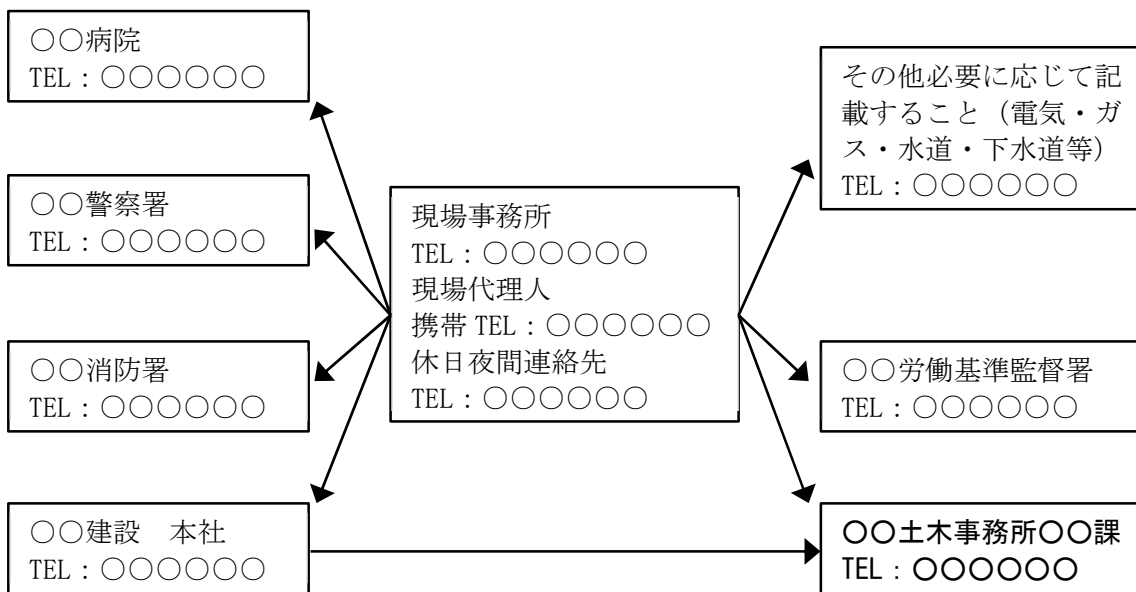 ○○病院
TEL：○○○○○○
○○警察署
TEL：○○○○○○
○○消防署
TEL：○○○○○○
○○建設　本社
TEL：○○○○○○
現場事務所
TEL：○○○○○○
現場代理人
携帯 TEL：○○○○○○
休日夜間連絡先
TEL：○○○○○○
その他必要に応じて記
載すること（電気・ガ
ス・水道・下水道等）
TEL：○○○○○○
○○労働基準監督署
TEL：○○○○○○
○○土木事務所○○課
TEL：○○○○○○